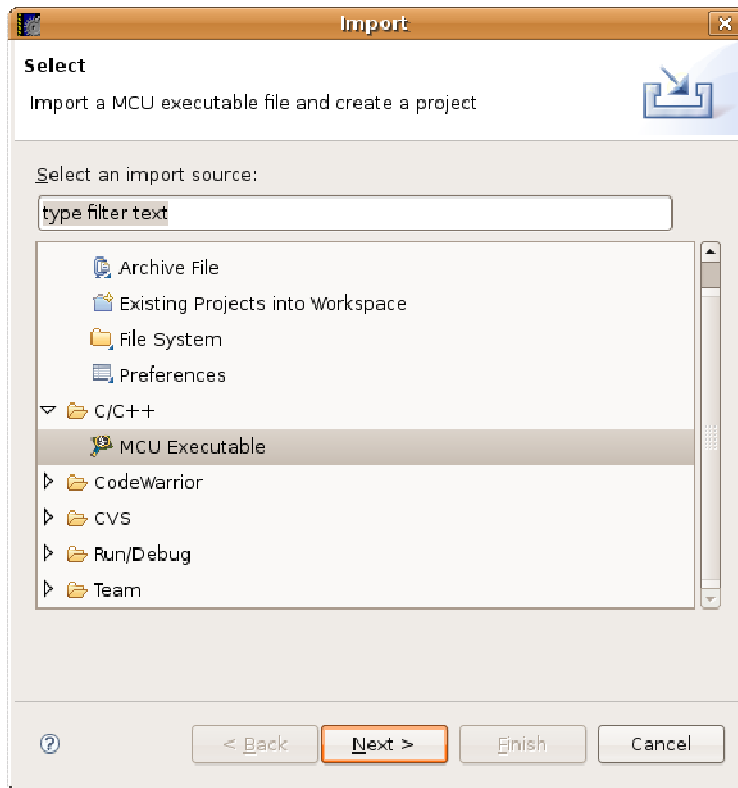 Import
Select
Import a MCU executable file and create a project
Select an import source:
type filter text
Archive File
Existing Projects into Workspace
File System
Preferences
C/C++
MCU Executable
CodeWarrior
CVS
Run/Debug
Team
< Back Next > Finish Cancel